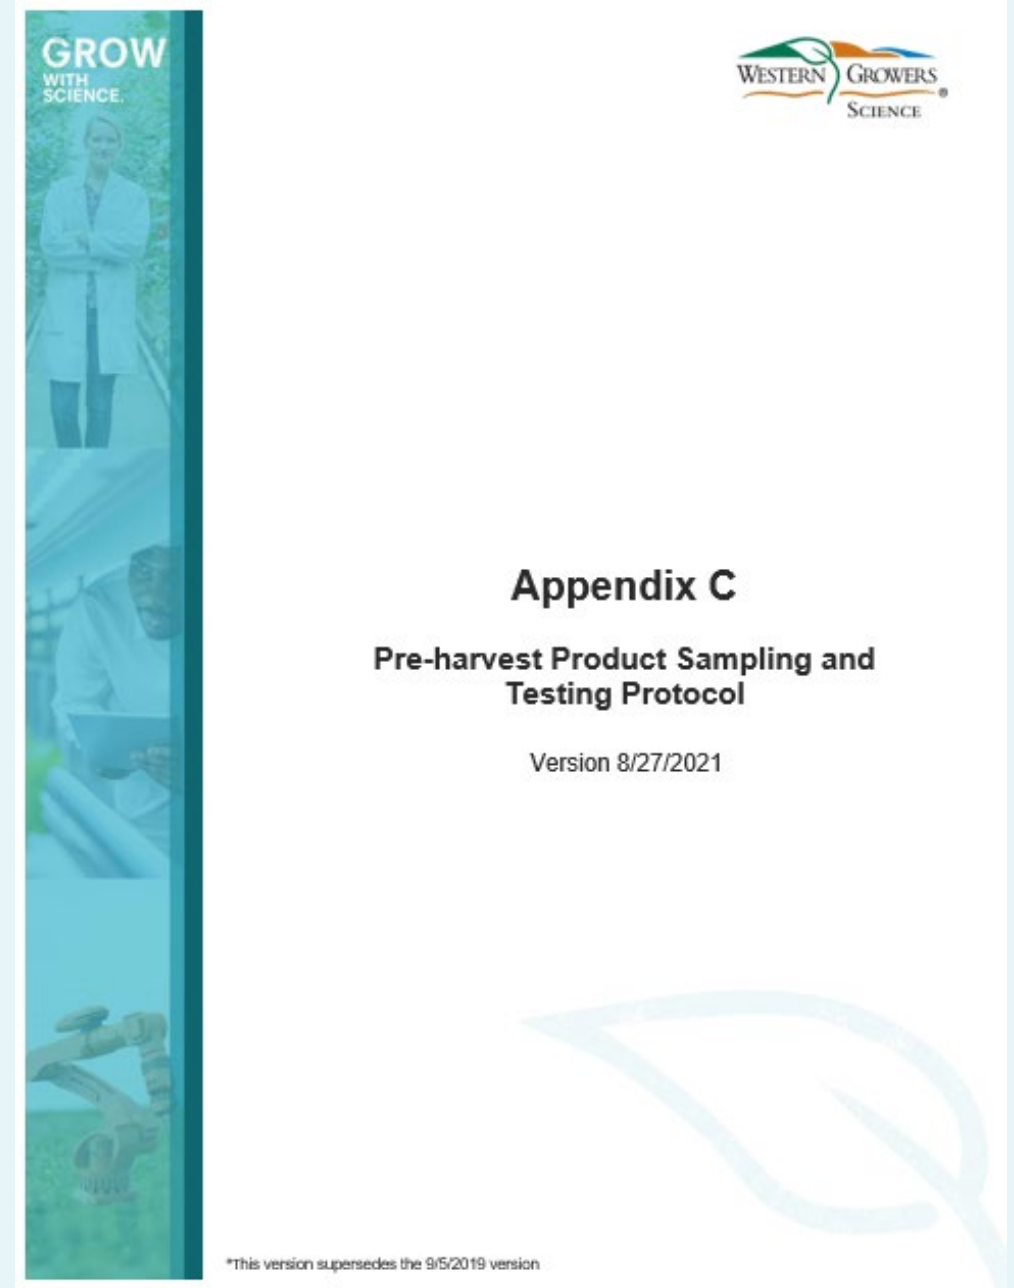 GROW
WITH
SCIENCE.
WESTERN GROWERS
®
SCIENCE
Appendix C
Pre-harvest Product Sampling and
Testing Protocol
Version 8/27/2021
*This version supersedes the 9/5/2019 version